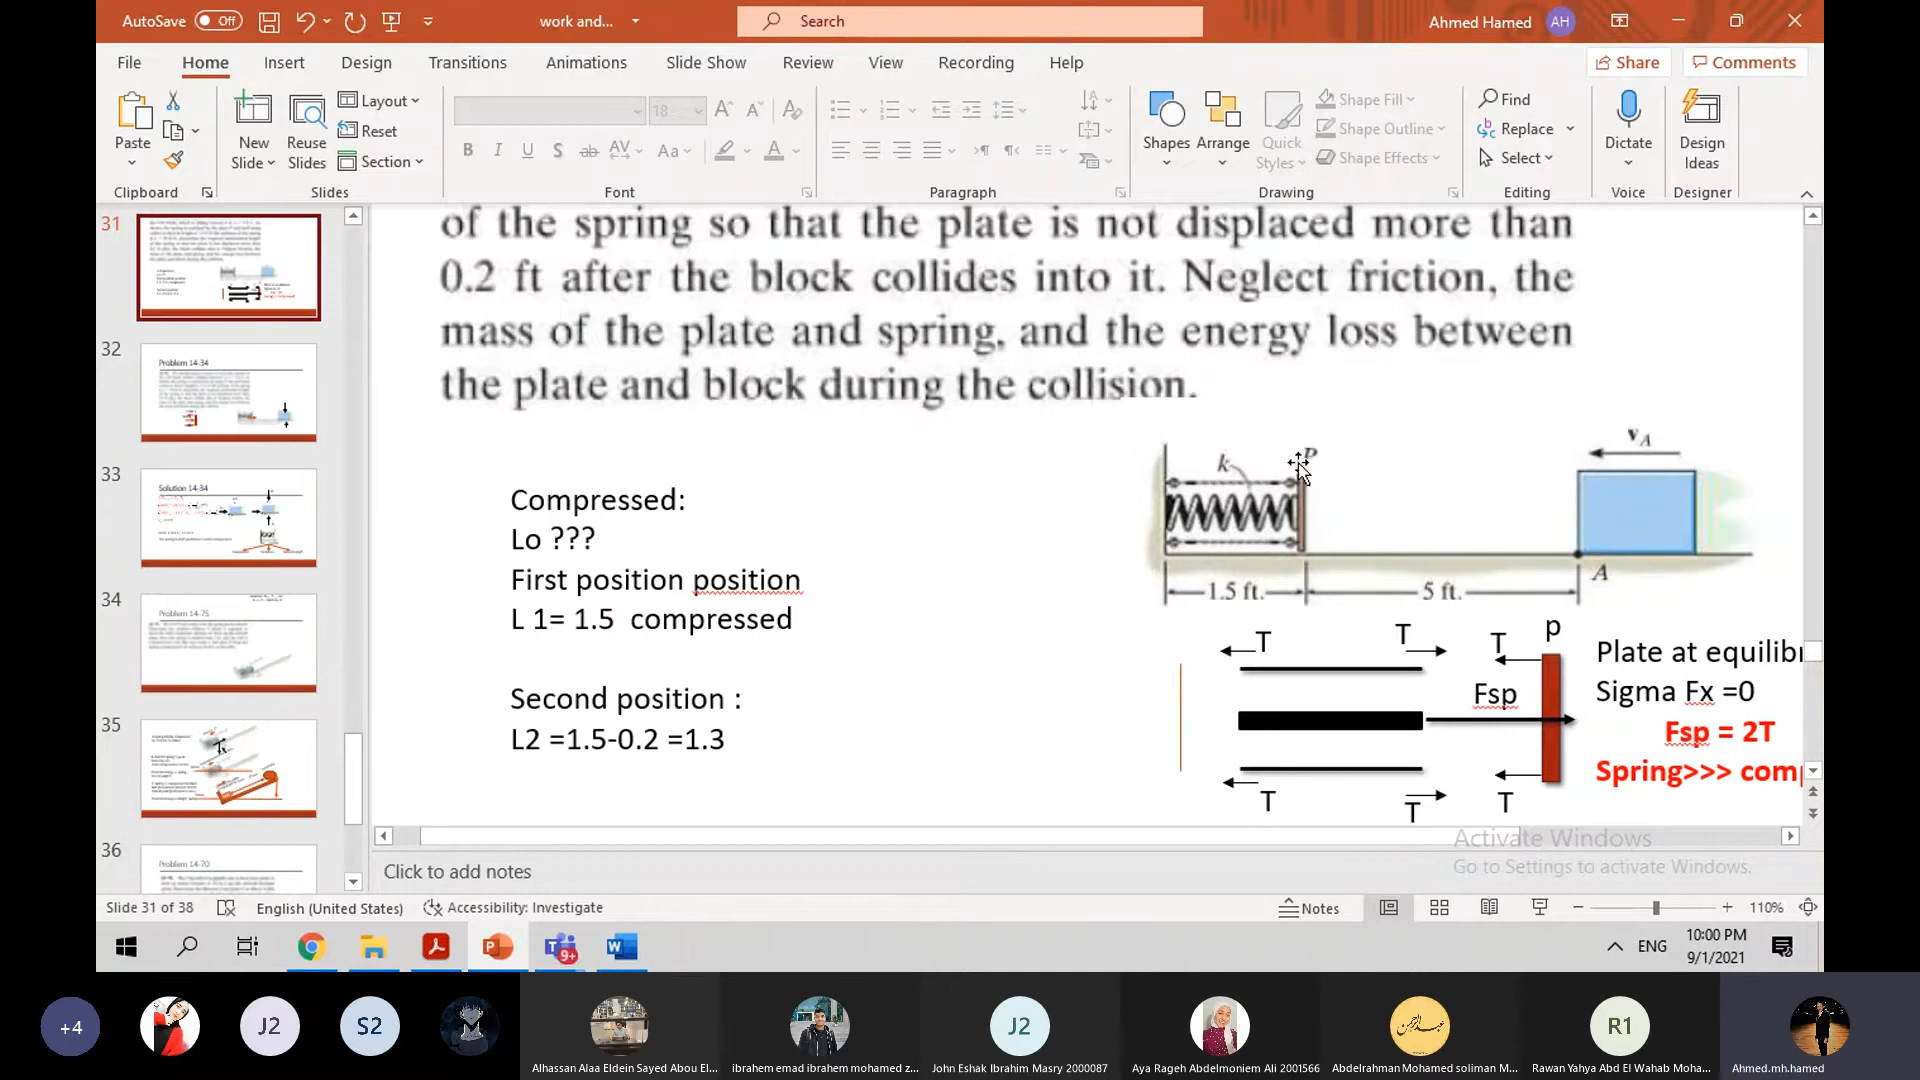 AutoSave Off work and... Search Ahmed Hamed AH
File Home Insert Design Transitions Animations Slide Show Review View Recording Help Share Comments
Paste New Slide Reuse Slides Layout Reset Section 18 Shapes Arrange Quick Styles Shape Fill Shape Outline Shape Effects Find Replace Select Dictate Design Ideas
Clipboard Slides Font Paragraph Drawing Editing Voice Designer
31
32
Problem 14-34
33
Solution 14-34
34
Problem 14-75
35
36
Problem 14-70
of the spring so that the plate is not displaced more than
0.2 ft after the block collides into it. Neglect friction, the
mass of the plate and spring, and the energy loss between
the plate and block during the collision.
Compressed:
Lo ???
First position position
L 1= 1.5 compressed
Second position :
L2 =1.5-0.2 =1.3
k P vA
1.5 ft. 5 ft. A
T T T p
Fsp
T T T
Plate at equilib
Sigma Fx =0
Fsp = 2T
Spring>>> com
Activate Windows
Go to Settings to activate Windows.
Click to add notes
Slide 31 of 38 English (United States) Accessibility: Investigate Notes 110%
9+ ENG 10:00 PM
9/1/2021
+4 J2 S2 J2 R1
Alhassan Alaa Eldein Sayed Abou El...
ibrahem emad ibrahem mohamed z...
John Eshak Ibrahim Masry 2000087
Aya Rageh Abdelmoniem Ali 2001566
Abdelrahman Mohamed soliman M...
Rawan Yahya Abd El Wahab Moha...
Ahmed.mh.hamed